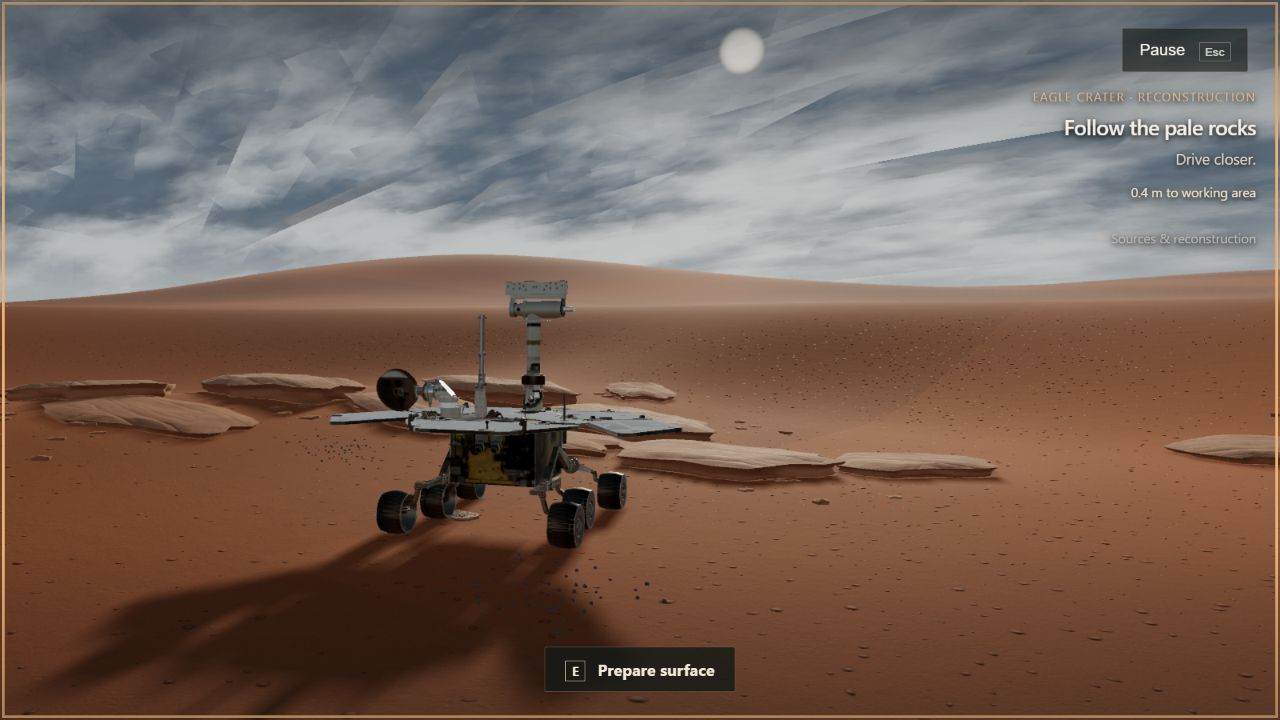 Pause Esc
EAGLE CRATER · RECONSTRUCTION
Follow the pale rocks
Drive closer.
0.4 m to working area
Sources & reconstruction
E Prepare surface